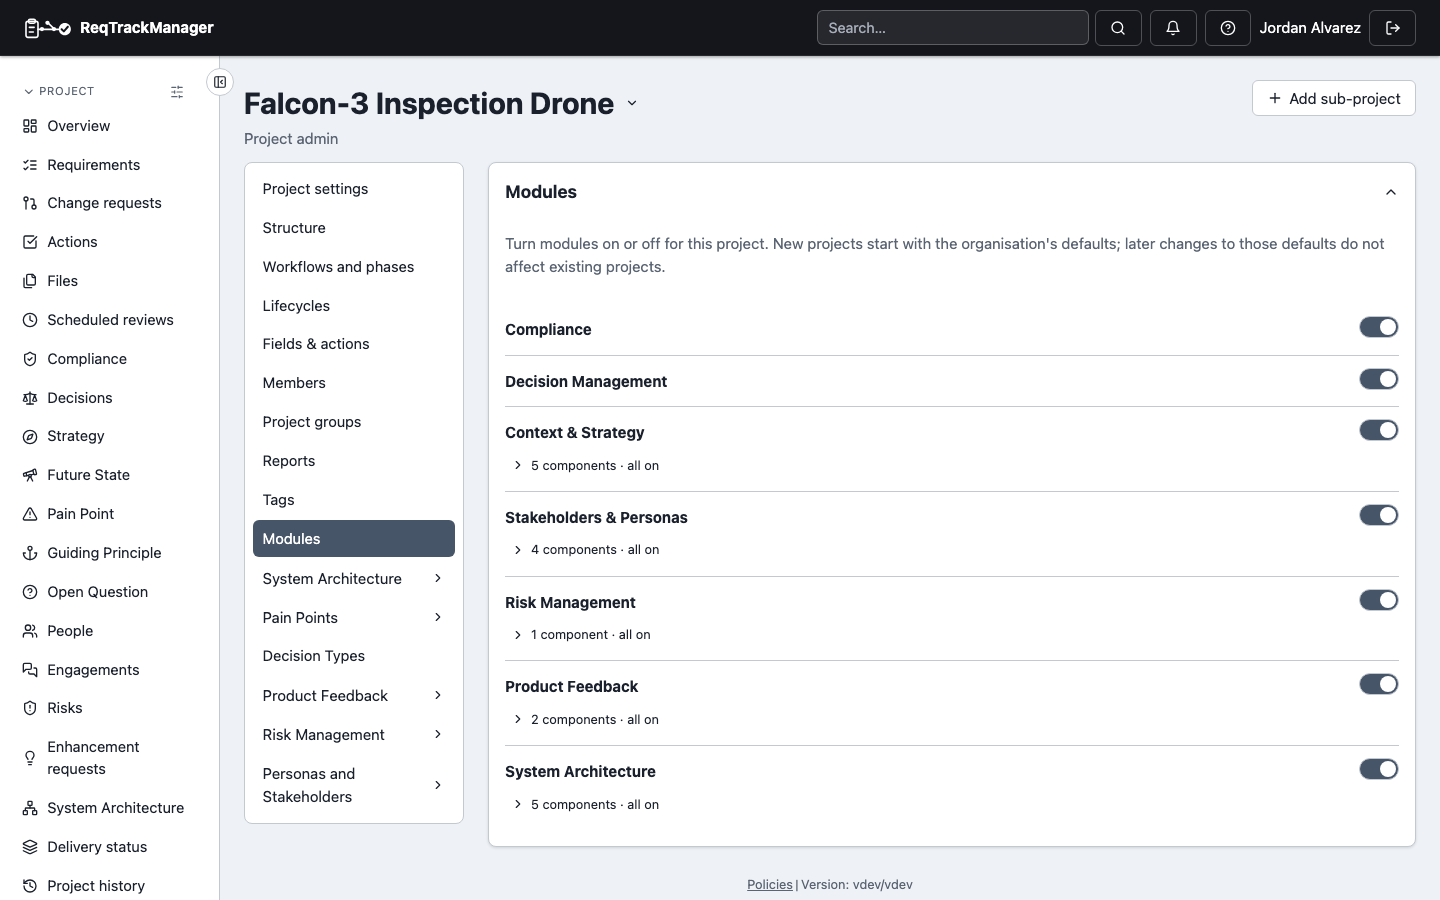 ReqTrackManager
Search...
Jordan Alvarez
PROJECT
Overview
Requirements
Change requests
Actions
Files
Scheduled reviews
Compliance
Decisions
Strategy
Future State
Pain Point
Guiding Principle
Open Question
People
Engagements
Risks
Enhancement
requests
System Architecture
Delivery status
Project history
Falcon-3 Inspection Drone
Project admin
Add sub-project
Project settings
Structure
Workflows and phases
Lifecycles
Fields & actions
Members
Project groups
Reports
Tags
Modules
System Architecture
Pain Points
Decision Types
Product Feedback
Risk Management
Personas and
Stakeholders
Modules
Turn modules on or off for this project. New projects start with the organisation's defaults; later changes to those defaults do not
affect existing projects.
Compliance
Decision Management
Context & Strategy
5 components · all on
Stakeholders & Personas
4 components · all on
Risk Management
1 component · all on
Product Feedback
2 components · all on
System Architecture
5 components · all on
Policies | Version: vdev/vdev